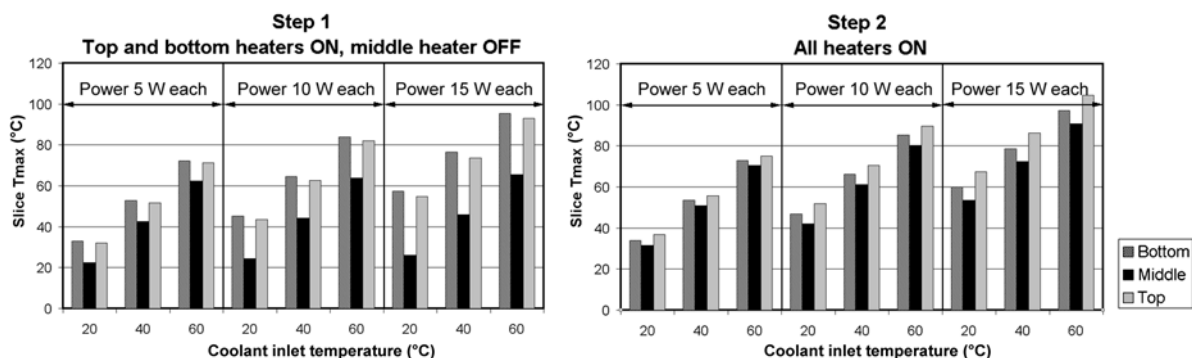 Step 1
Top and bottom heaters ON, middle heater OFF
Slice Tmax (°C)
120
100
80
60
40
20
0
Power 5 W each
Power 10 W each
Power 15 W each
20 40 60 20 40 60 20 40 60
Coolant inlet temperature (°C)
Step 2
All heaters ON
Slice Tmax (°C)
120
100
80
60
40
20
0
Power 5 W each
Power 10 W each
Power 15 W each
20 40 60 20 40 60 20 40 60
Coolant inlet temperature (°C)
Bottom
Middle
Top